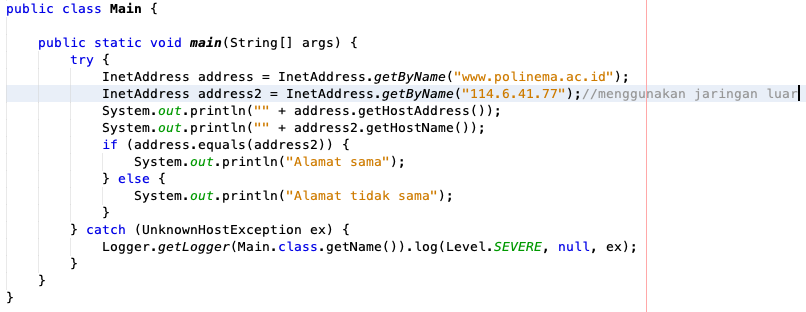 public class Main {
public static void main(String[] args) {
try {
InetAddress address = InetAddress.getByName("www.polinema.ac.id");
InetAddress address2 = InetAddress.getByName("114.6.41.77");//menggunakan jaringan luar
System.out.println("" + address.getHostAddress());
System.out.println("" + address2.getHostName());
if (address.equals(address2)) {
System.out.println("Alamat sama");
} else {
System.out.println("Alamat tidak sama");
}
} catch (UnknownHostException ex) {
Logger.getLogger(Main.class.getName()).log(Level.SEVERE, null, ex);
}
}
}